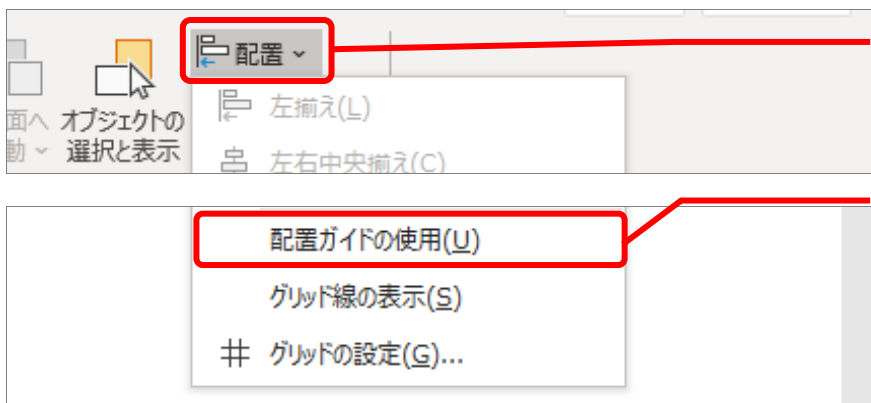 配置
面へ オブジェクトの
動 選択と表示
左揃え(L)
左右中央揃え(C)
配置ガイドの使用(U)
グリッド線の表示(S)
グリッドの設定(G)...